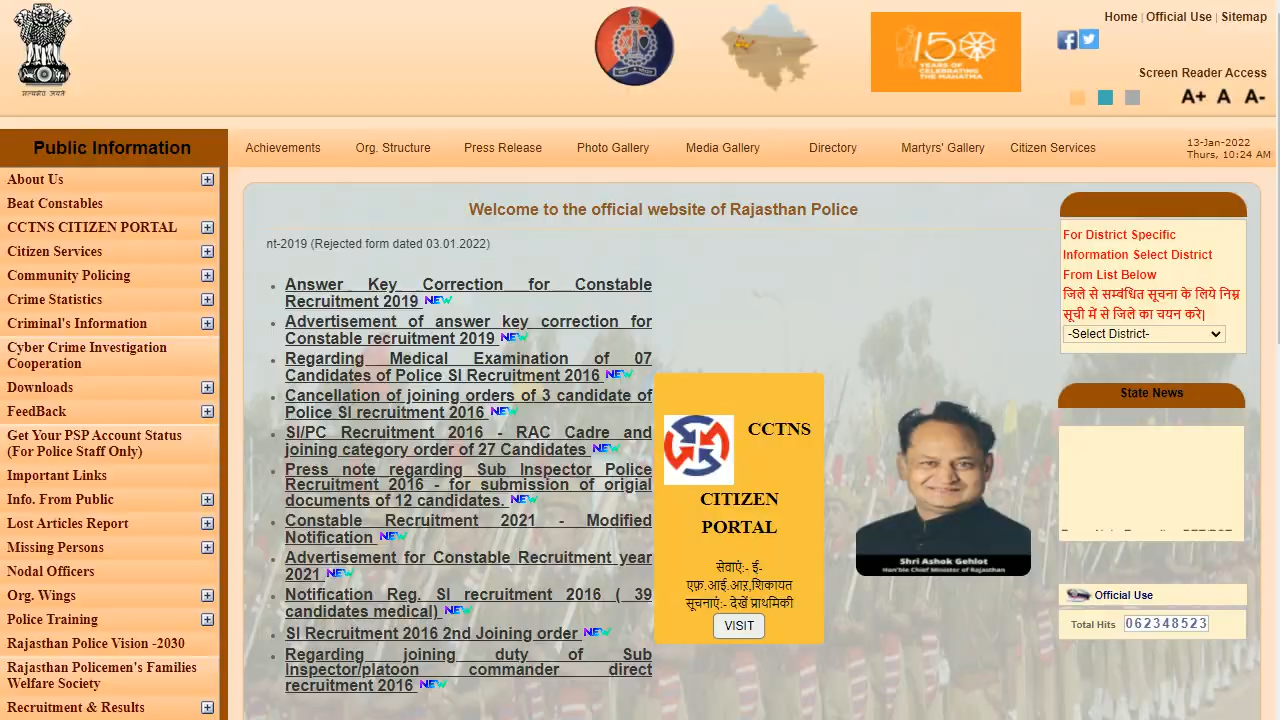 सत्यमेव जयते
150
YEARS OF
CELEBRATING
THE MAHATMA
Home | Official Use | Sitemap
Screen Reader Access
A+ A A-
Public Information
Achievements
Org. Structure
Press Release
Photo Gallery
Media Gallery
Directory
Martyrs' Gallery
Citizen Services
13-Jan-2022
Thurs, 10:24 AM
About Us
Beat Constables
CCTNS CITIZEN PORTAL
Citizen Services
Community Policing
Crime Statistics
Criminal's Information
Cyber Crime Investigation
Cooperation
Downloads
FeedBack
Get Your PSP Account Status
(For Police Staff Only)
Important Links
Info. From Public
Lost Articles Report
Missing Persons
Nodal Officers
Org. Wings
Police Training
Rajasthan Police Vision -2030
Rajasthan Policemen's Families
Welfare Society
Recruitment & Results
Welcome to the official website of Rajasthan Police
nt-2019 (Rejected form dated 03.01.2022)
Answer Key Correction for Constable
Recruitment 2019 NEW
Advertisement of answer key correction for
Constable recruitment 2019 NEW
Regarding Medical Examination of 07
Candidates of Police SI Recruitment 2016 NEW
Cancellation of joining orders of 3 candidate of
Police SI recruitment 2016 NEW
SI/PC Recruitment 2016 - RAC Cadre and
joining category order of 27 Candidates NEW
Press note regarding Sub Inspector Police
Recruitment 2016 - for submission of origial
documents of 12 candidates. NEW
Constable Recruitment 2021 - Modified
Notification NEW
Advertisement for Constable Recruitment year
2021 NEW
Notification Reg. SI recruitment 2016 ( 39
candidates medical) NEW
SI Recruitment 2016 2nd Joining order NEW
Regarding joining duty of Sub
Inspector/platoon commander direct
recruitment 2016 NEW
CCTNS
CITIZEN
PORTAL
सेवाएं:- ई-
एफ़.आई.आऱ,शिकायत
सूचनाएं:- देखें प्राथमिकी
VISIT
Shri Ashok Gehlot
Hon'ble Chief Minister of Rajasthan
For District Specific
Information Select District
From List Below
जिले से सम्वंधित सूचना के लिये निम्न
सूची में से जिले का चयन करे|
-Select District-
State News
Official Use
Total Hits 062348523